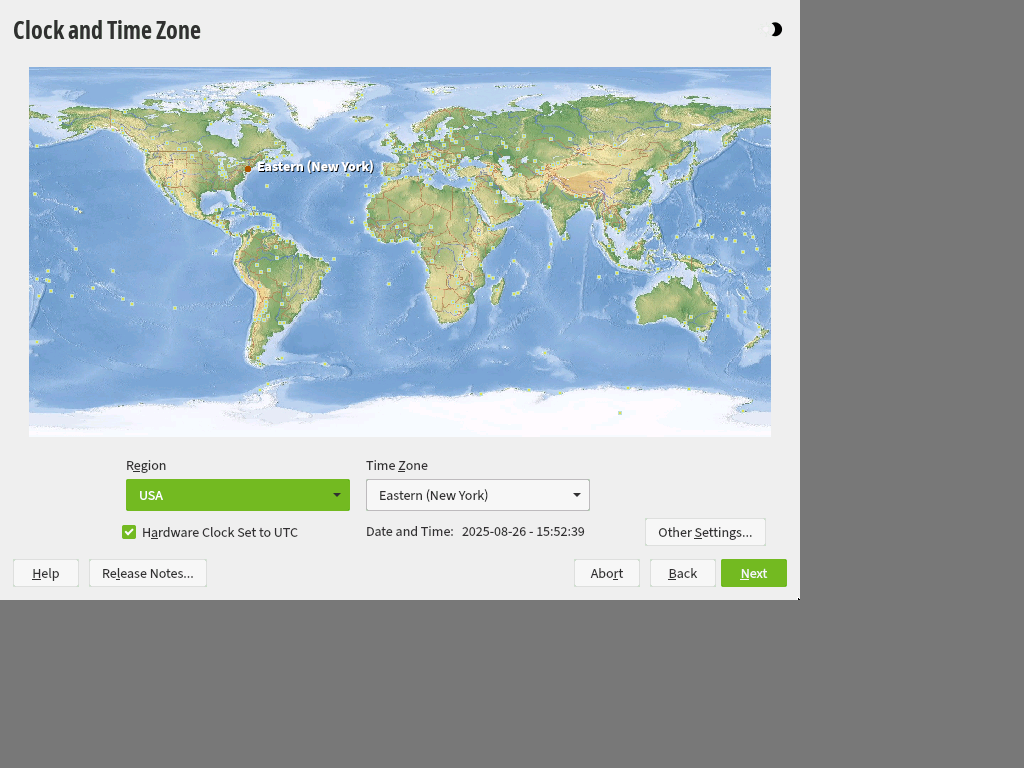 Clock and Time Zone
Eastern (New York)
Region
Time Zone
USA
Eastern (New York)
Hardware Clock Set to UTC
Date and Time: 2025-08-26 - 15:52:39
Other Settings...
Help
Release Notes...
Abort
Back
Next